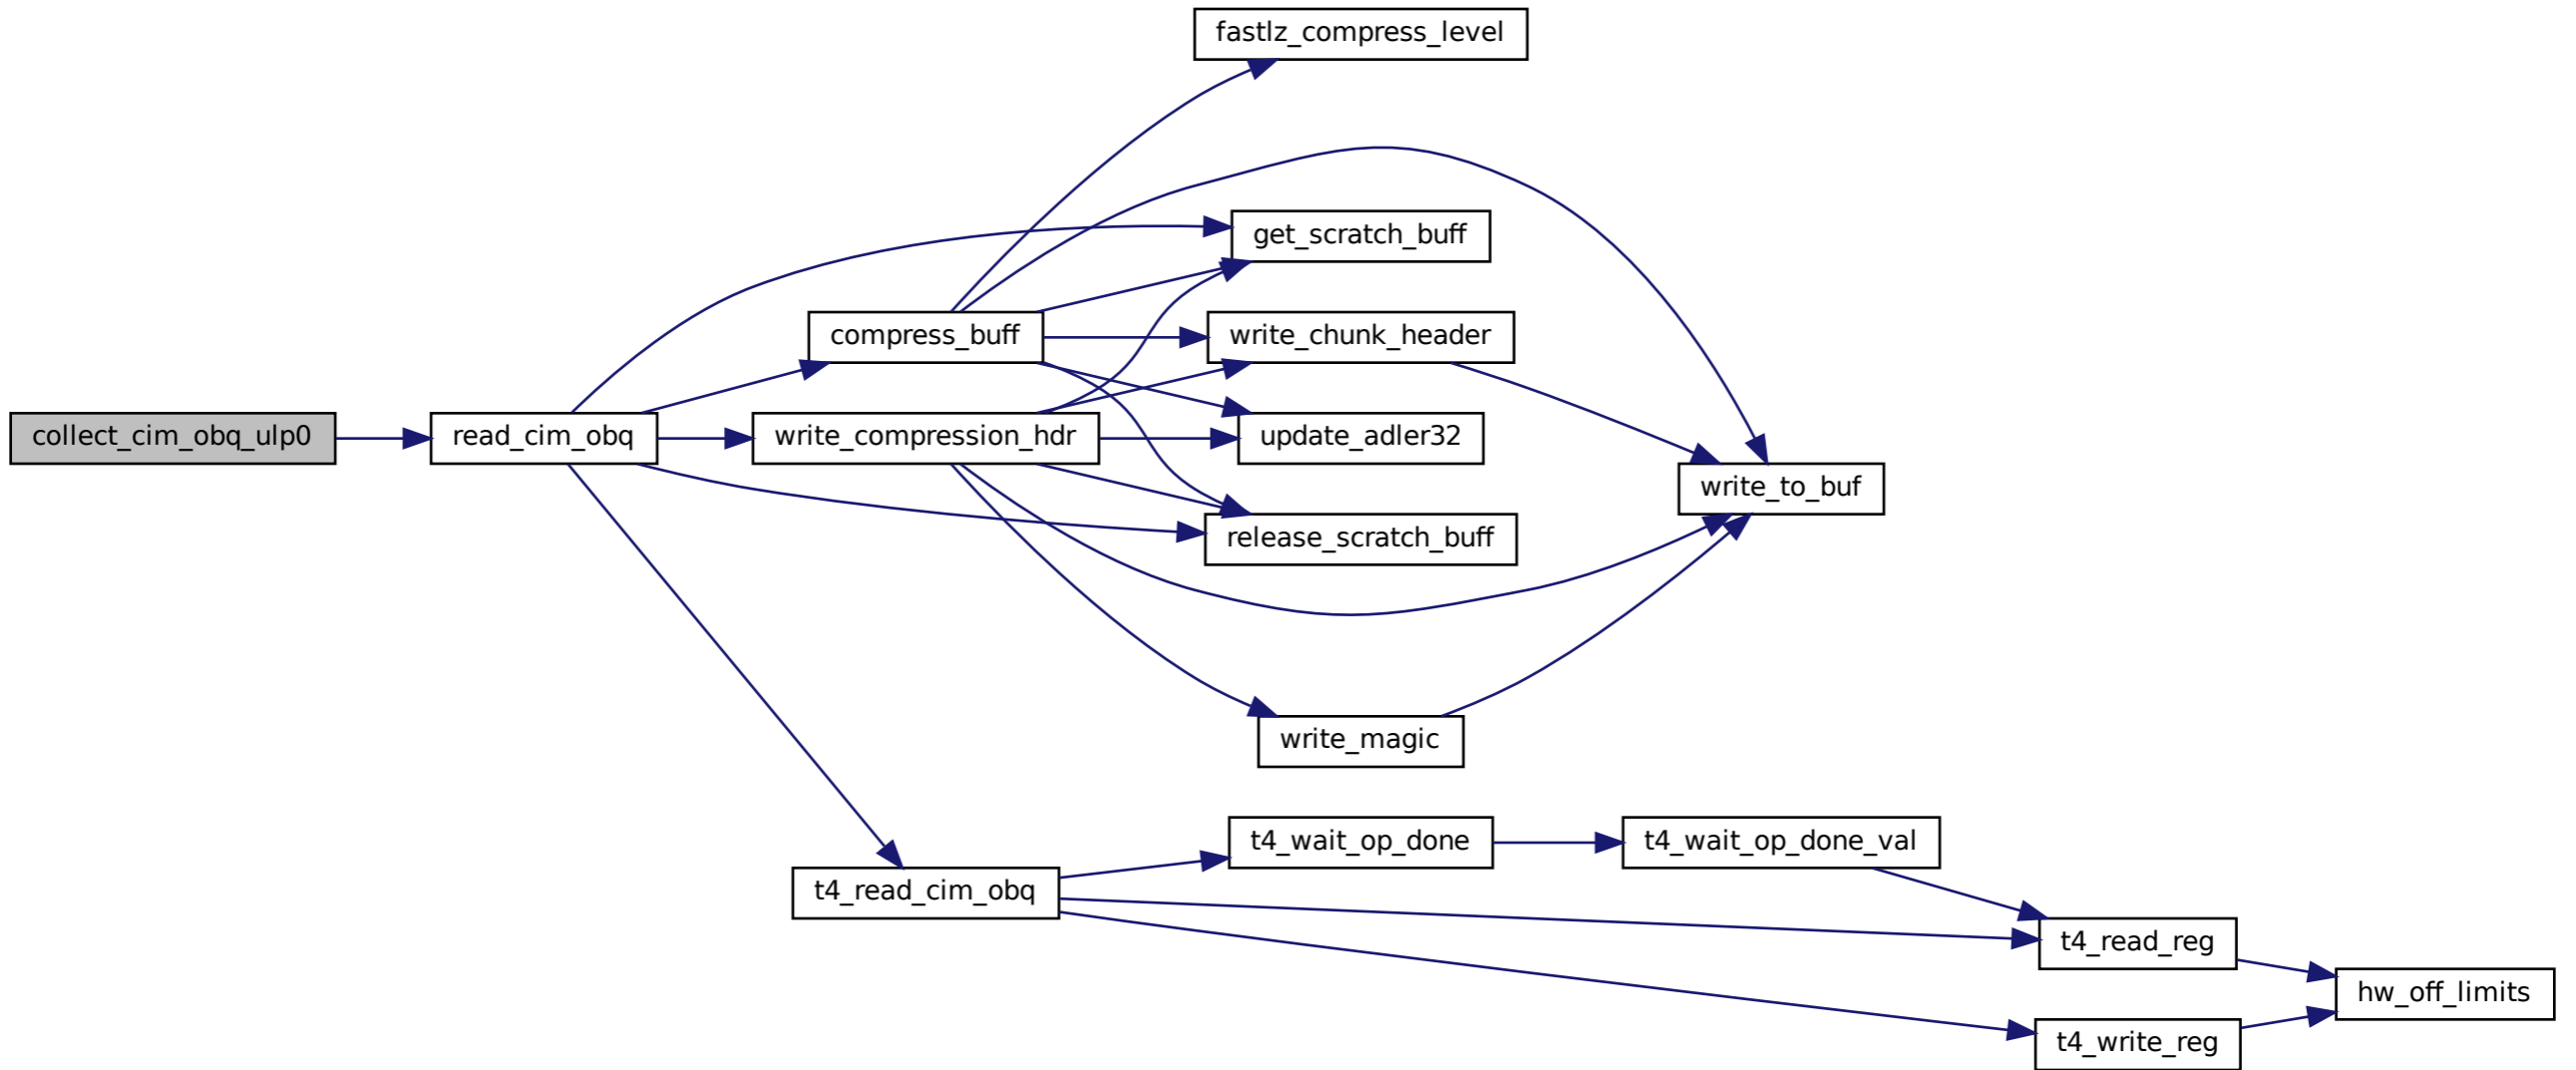 fastlz_compress_level
get_scratch_buff
compress_buff
write_chunk_header
collect_cim_obq_ulp0
read_cim_obq
write_compression_hdr
update_adler32
write_to_buf
release_scratch_buff
write_magic
t4_wait_op_done
t4_wait_op_done_val
t4_read_cim_obq
t4_read_reg
hw_off_limits
t4_write_reg